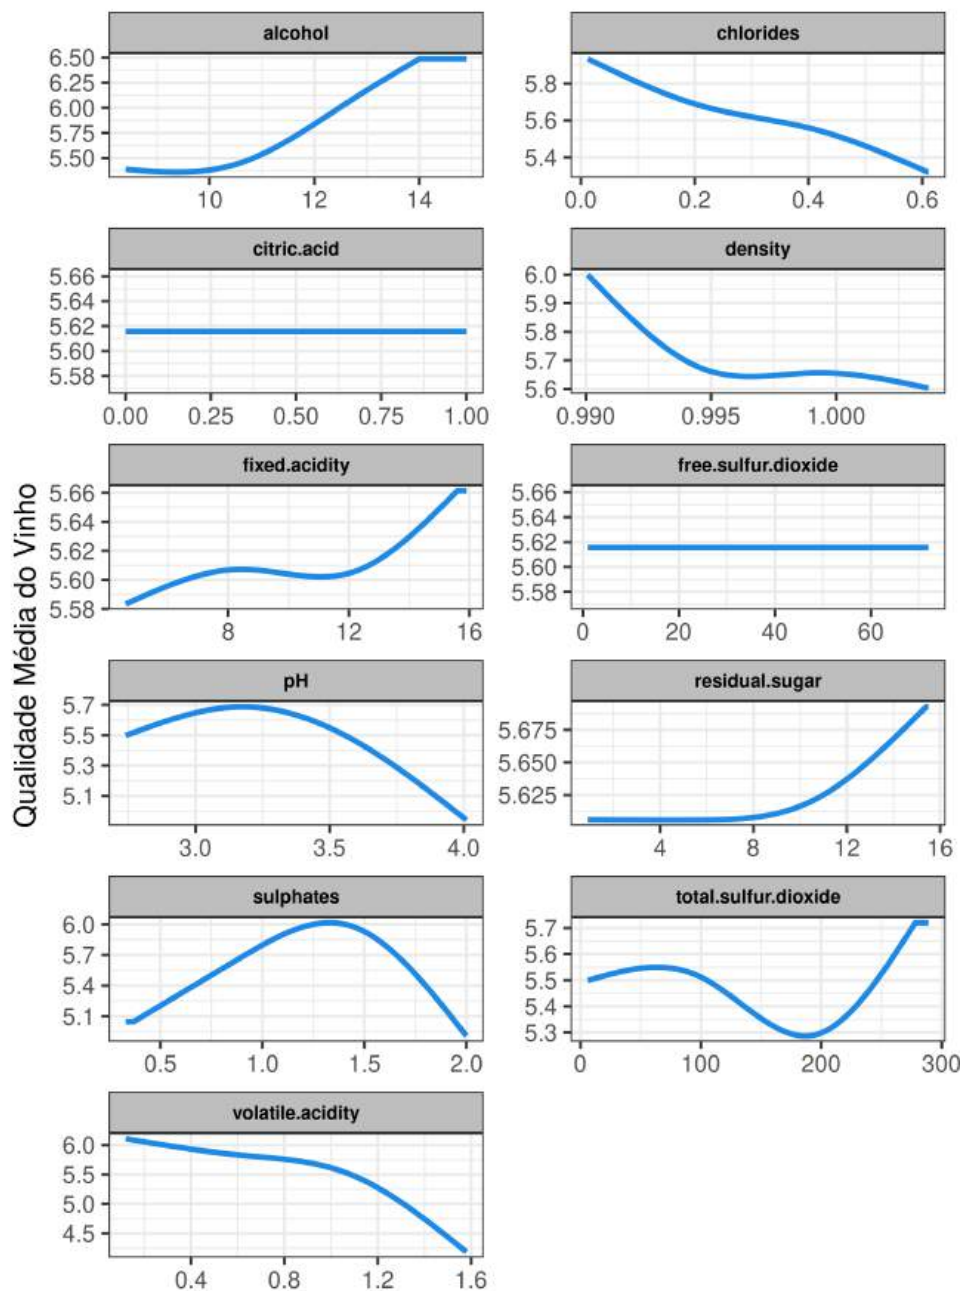 Qualidade Média do Vinho
alcohol
6.50
6.25
6.00
5.75
5.50
10 12 14
chlorides
5.8
5.6
5.4
0.0 0.2 0.4 0.6
citric.acid
5.66
5.64
5.62
5.60
5.58
0.00 0.25 0.50 0.75 1.00
density
6.0
5.9
5.8
5.7
5.6
0.990 0.995 1.000
fixed.acidity
5.66
5.64
5.62
5.60
5.58
8 12 16
free.sulfur.dioxide
5.66
5.64
5.62
5.60
5.58
0 20 40 60
pH
5.7
5.5
5.3
5.1
3.0 3.5 4.0
residual.sugar
5.675
5.650
5.625
4 8 12 16
sulphates
6.0
5.7
5.4
5.1
0.5 1.0 1.5 2.0
total.sulfur.dioxide
5.7
5.6
5.5
5.4
5.3
0 100 200 300
volatile.acidity
6.0
5.5
5.0
4.5
0.4 0.8 1.2 1.6